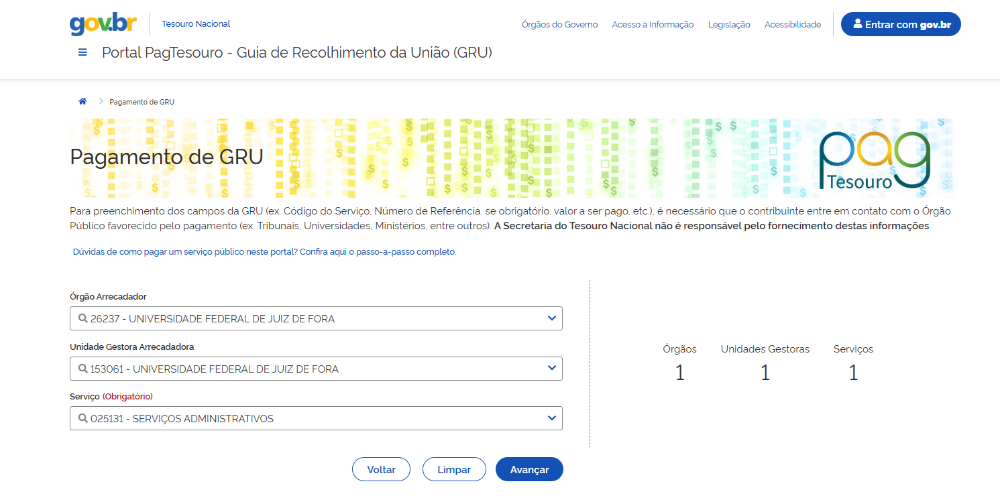 gov.br
Tesouro Nacional
Órgãos do Governo Acesso à Informação Legislação Acessibilidade Entrar com gov.br
Portal PagTesouro - Guia de Recolhimento da União (GRU)
Pagamento de GRU
Pagamento de GRU
pag
Tesouro
Para preenchimento dos campos da GRU (ex. Código do Serviço, Número de Referência, se obrigatório, valor a ser pago, etc.), é necessário que o contribuinte entre em contato com o Órgão
Público favorecido pelo pagamento (ex. Tribunais, Universidades, Ministérios, entre outros). A Secretaria do Tesouro Nacional não é responsável pelo fornecimento destas informações.
Dúvidas de como pagar um serviço público neste portal? Confira aqui o passo-a-passo completo.
Órgão Arrecadador
26237 - UNIVERSIDADE FEDERAL DE JUIZ DE FORA
Unidade Gestora Arrecadadora
153061 - UNIVERSIDADE FEDERAL DE JUIZ DE FORA
Serviço (Obrigatório)
025131 - SERVIÇOS ADMINISTRATIVOS
Órgãos Unidades Gestoras Serviços
1 1 1
Voltar Limpar Avançar